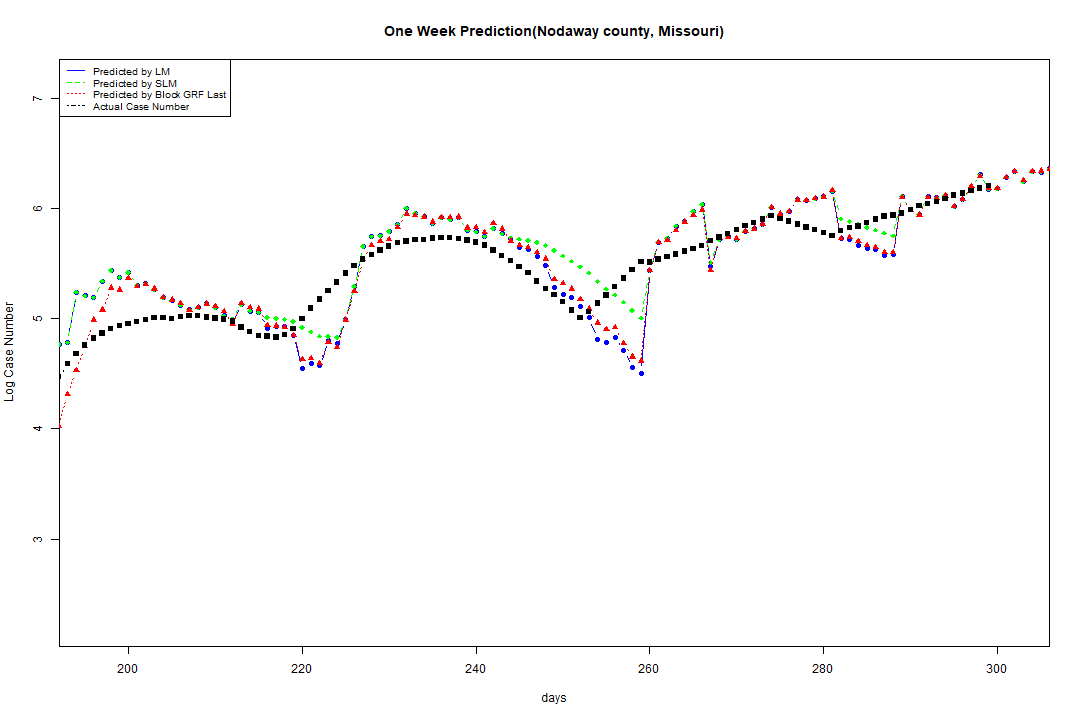 One Week Prediction(Nodaway county, Missouri)
Predicted by LM
Predicted by SLM
Predicted by Block GRF Last
Actual Case Number
7
6
5
4
3
Log Case Number
200 220 240 260 280 300
days